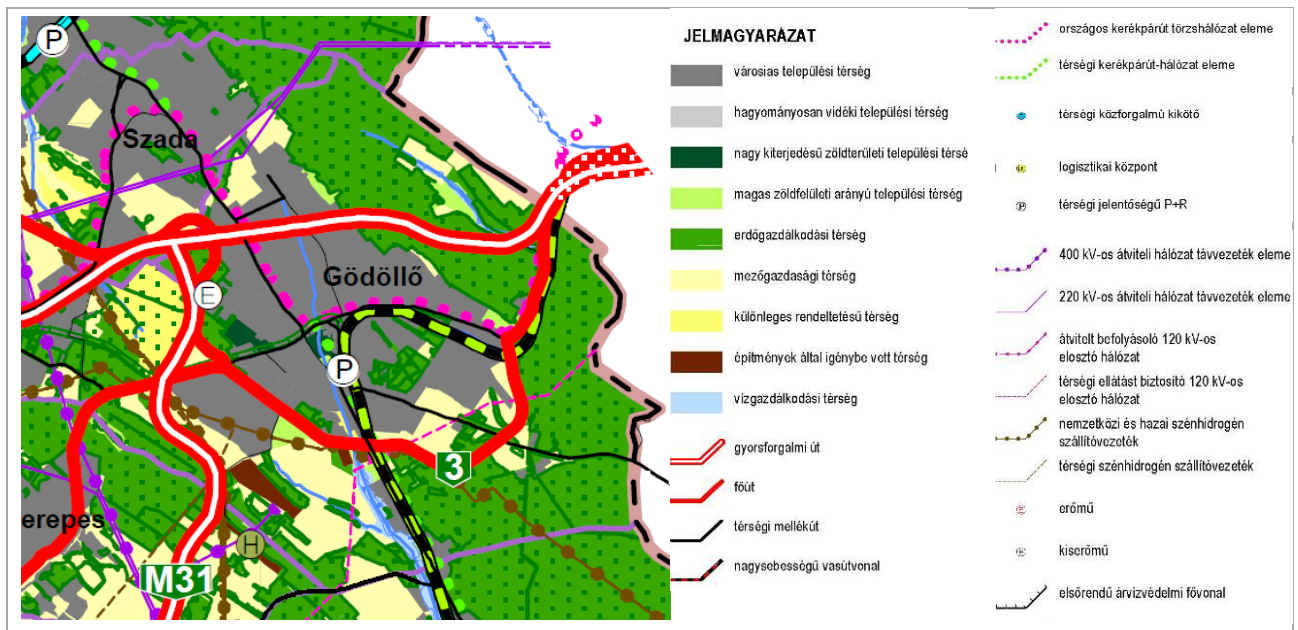 P
Szada
Gödöllő
E
P
3
erepes
H
M31
JELMAGYARÁZAT
városias települési térség
hagyományosan vidéki települési térség
nagy kiterjedésű zöldterületi települési térsé
magas zöldfelületi arányú települési térség
erdőgazdálkodási térség
mezőgazdasági térség
különleges rendeltetésű térség
építmények által igénybe vett térség
vízgazdálkodási térség
gyorsforgalmi út
főút
térségi mellékút
nagysebességű vasútvonal
országos kerékpárút törzshálózat eleme
térségi kerékpárút-hálózat eleme
térségi közforgalmú kikötő
logisztikai központ
P
térségi jelentőségű P+R
400 kV-os átviteli hálózat távvezeték eleme
220 kV-os átviteli hálózat távvezeték eleme
átvitelt befolyásoló 120 kV-os
elosztó hálózat
térségi ellátást biztosító 120 kV-os
elosztó hálózat
nemzetközi és hazai szénhidrogén
szállítóvezeték
térségi szénhidrogén szállítóvezeték
E
erőmű
kiserőmű
elsőrendű árvízvédelmi fővonal